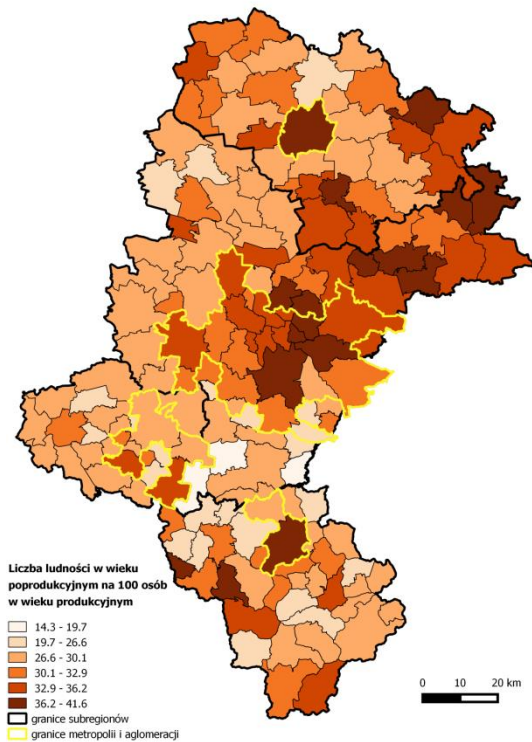 Liczba ludności w wieku
poprodukcyjnym na 100 osób
w wieku produkcyjnym
14.3 - 19.7
19.7 - 26.6
26.6 - 30.1
30.1 - 32.9
32.9 - 36.2
36.2 - 41.6
granice subregionów
granice metropolii i aglomeracji
0 10 20 km